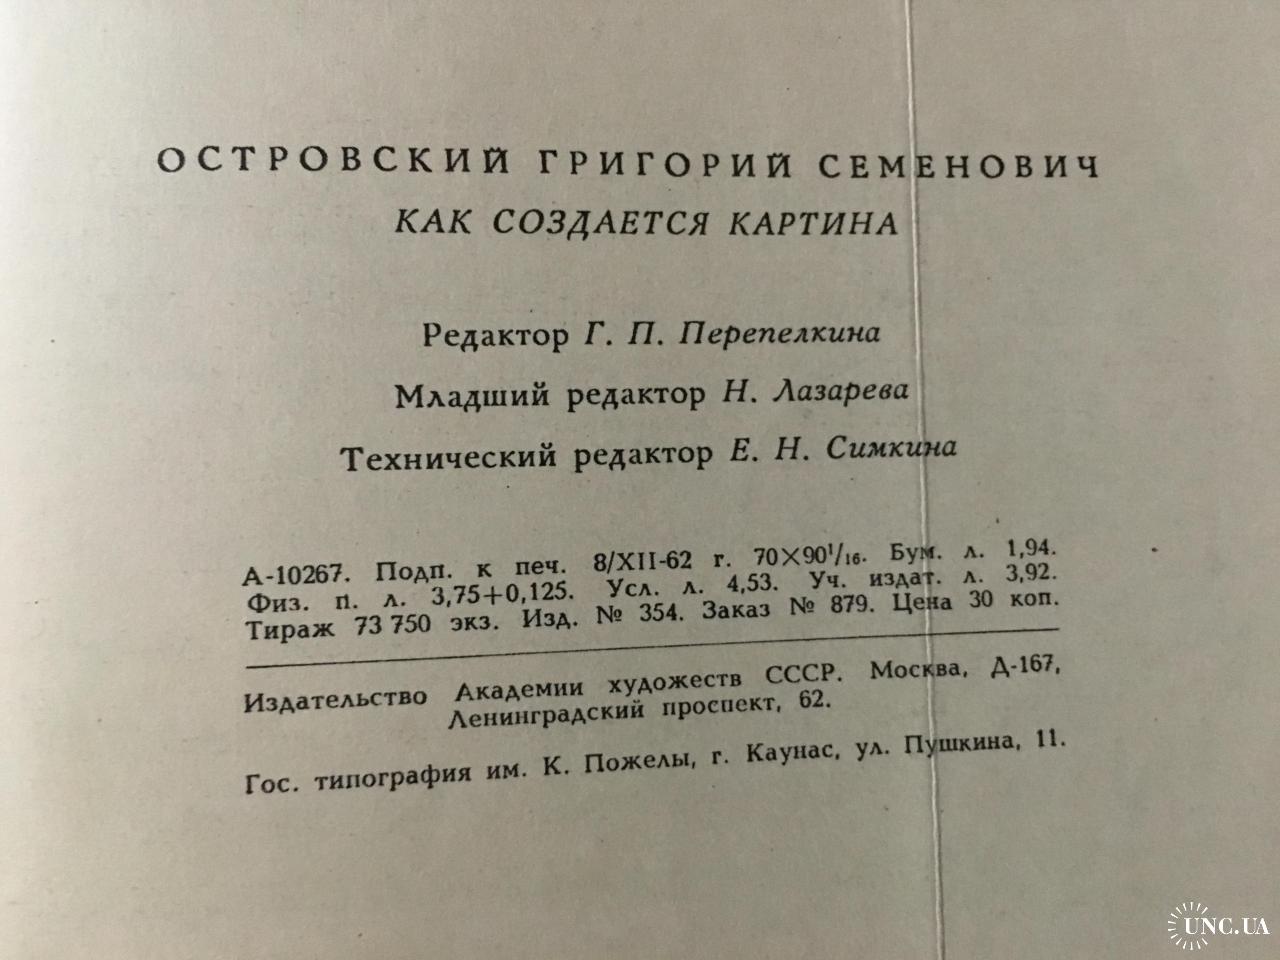 ОСТРОВСКИЙ ГРИГОРИЙ СЕМЕНОВИЧ
КАК СОЗДАЕТСЯ КАРТИНА
Редактор Г. П. Перепелкина
Младший редактор Н. Лазарева
Технический редактор Е. Н. Симкина
А-10267. Подп. к печ. 8/XII-62 г. 70×90¹/₁₆. Бум. л. 1,94.
Физ. п. л. 3,75+0,125. Усл. л. 4,53. Уч. издат. л. 3,92.
Тираж 73 750 экз. Изд. № 354. Заказ № 879. Цена 30 коп.
Издательство Академии художеств СССР. Москва, Д-167,
Ленинградский проспект, 62.
Гос. типография им. К. Пожелы, г. Каунас, ул. Пушкина, 11.
UNC.UA